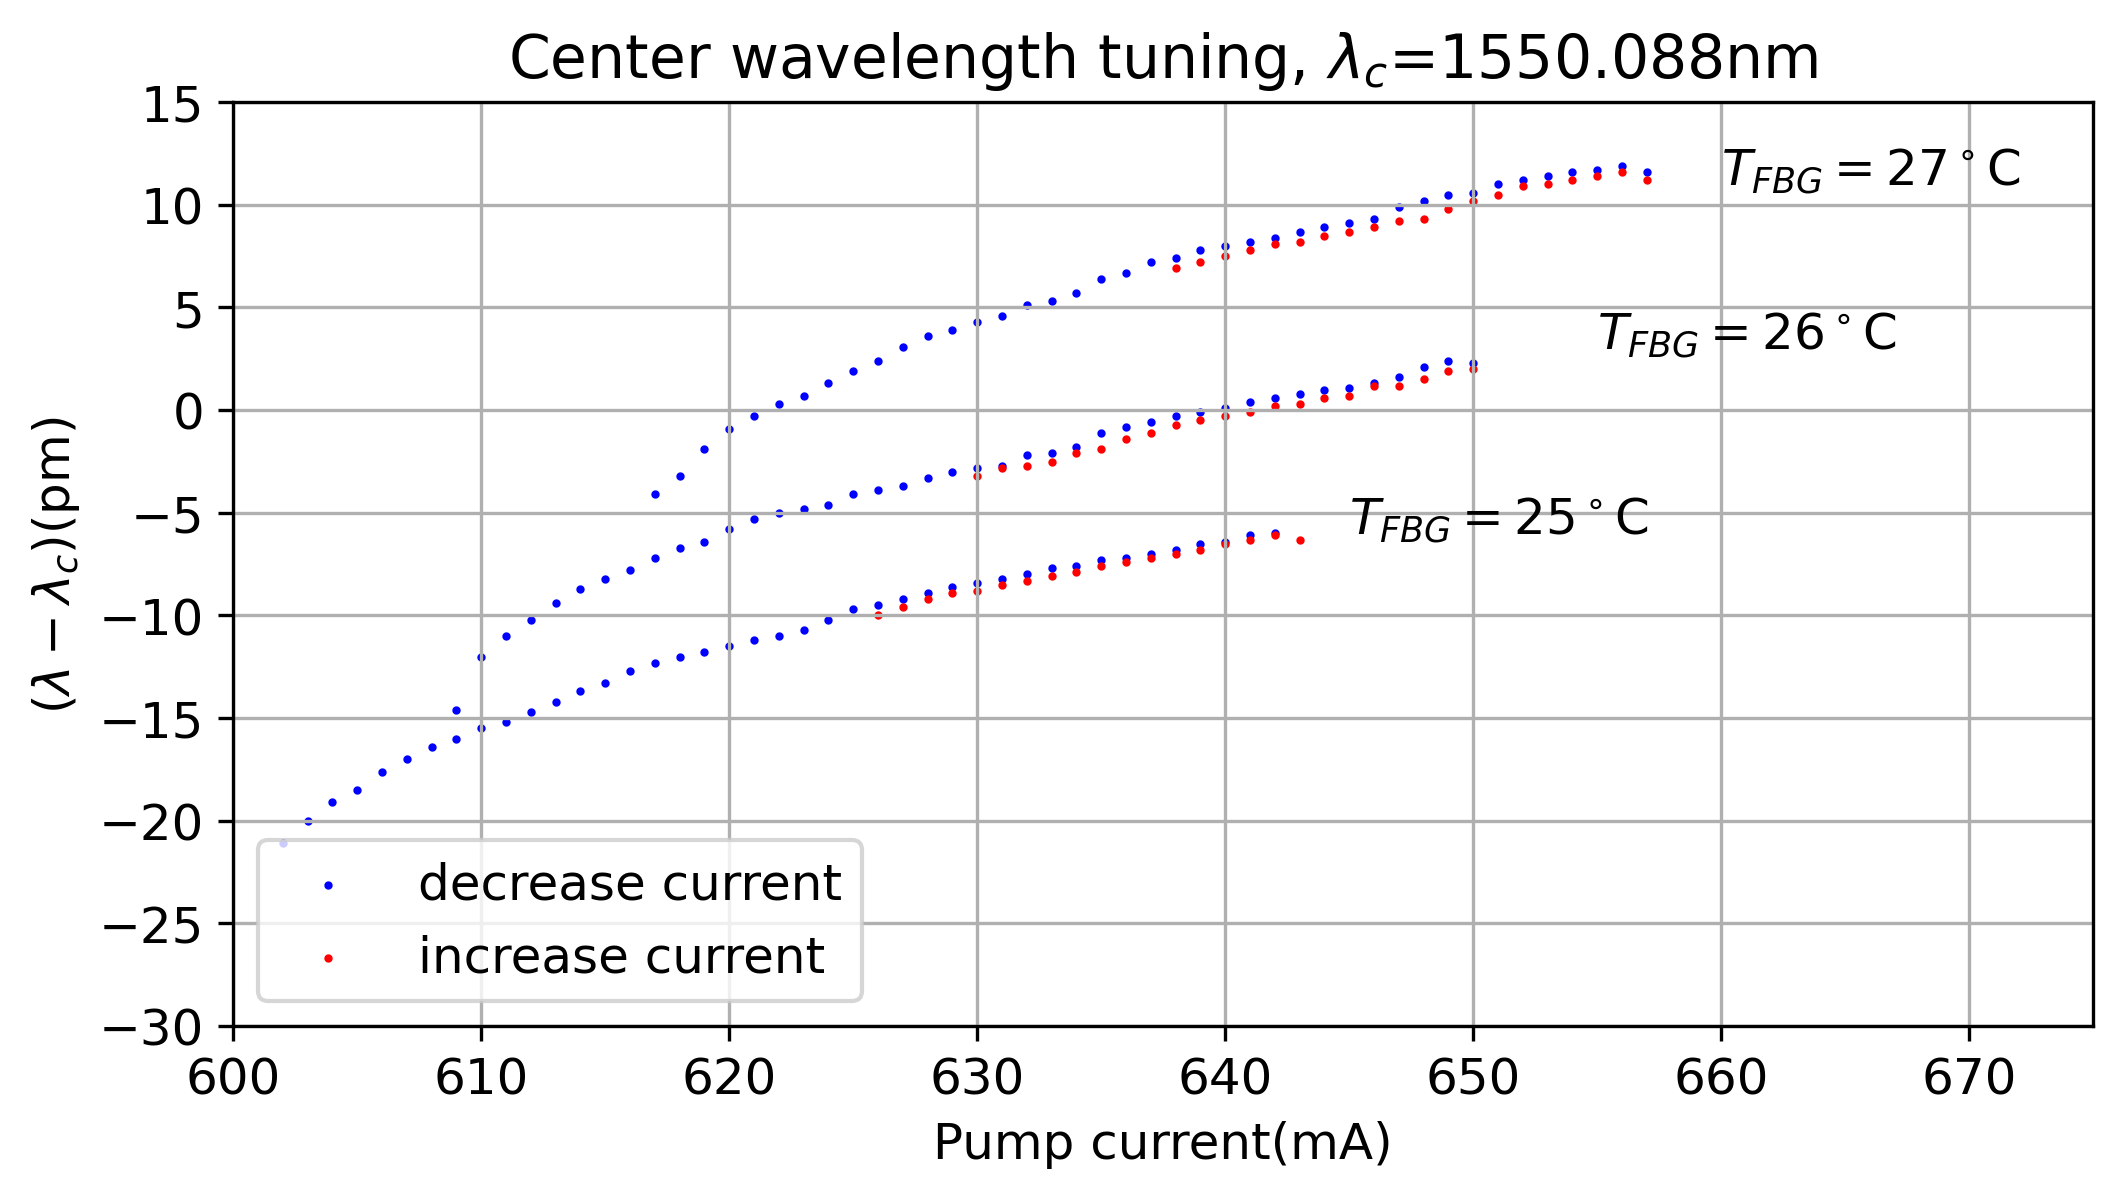 Center wavelength tuning, λc=1550.088nm
15
10
5
0
−5
−10
−15
−20
−25
−30
(λ − λc)(pm)
TFBG = 27°C
TFBG = 26°C
TFBG = 25°C
decrease current
increase current
600 610 620 630 640 650 660 670
Pump current(mA)